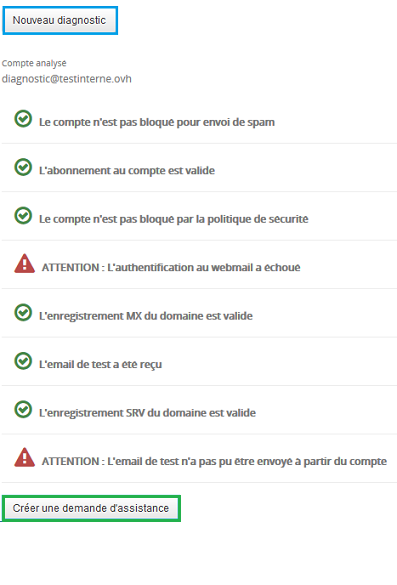 Nouveau diagnostic
Compte analysé
diagnostic@testinterne.ovh
Le compte n'est pas bloqué pour envoi de spam
L'abonnement au compte est valide
Le compte n'est pas bloqué par la politique de sécurité
ATTENTION : L'authentification au webmail a échoué
L'enregistrement MX du domaine est valide
L'email de test a été reçu
L'enregistrement SRV du domaine est valide
ATTENTION : L'email de test n'a pas pu être envoyé à partir du compte
Créer une demande d'assistance